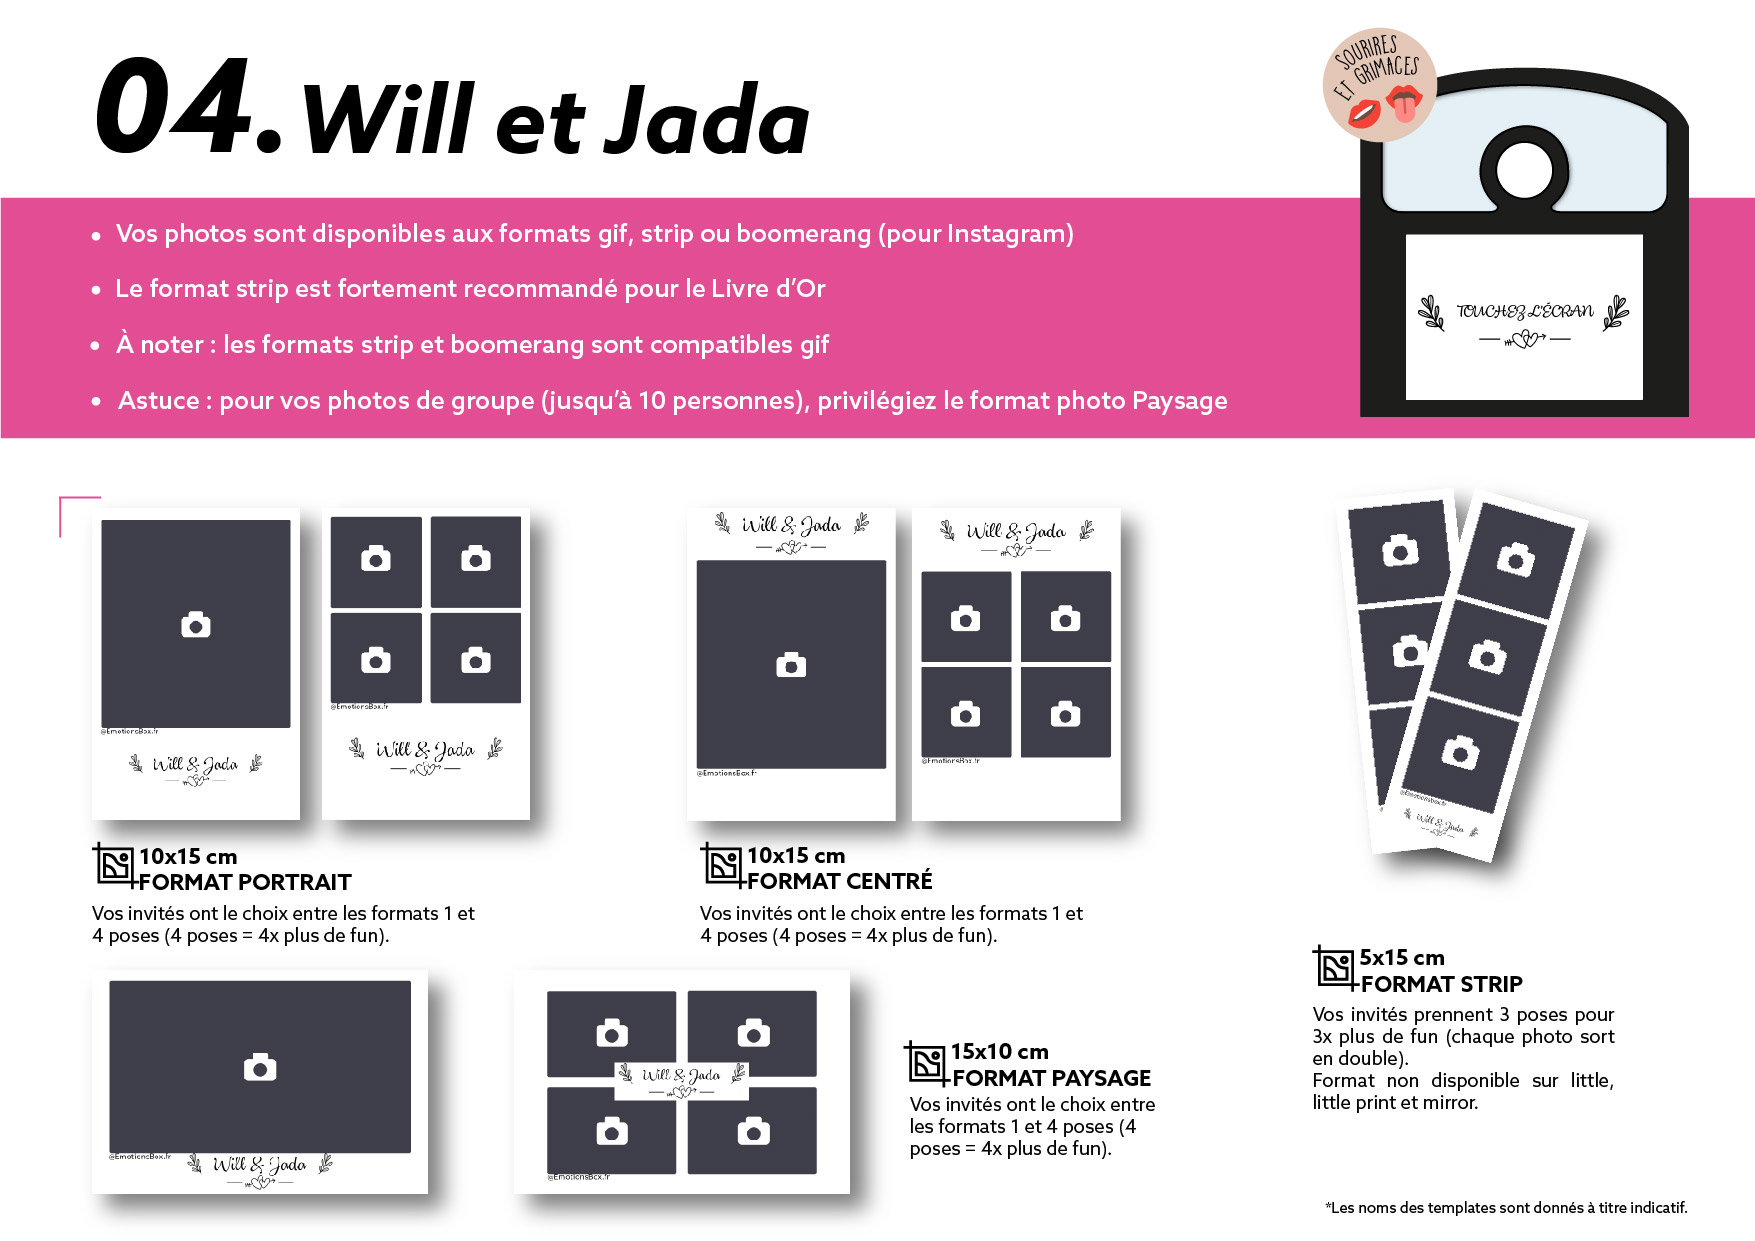 04. Will et Jada
SOURIRES
ET GRIMACES
• Vos photos sont disponibles aux formats gif, strip ou boomerang (pour Instagram)
• Le format strip est fortement recommandé pour le Livre d’Or
• À noter : les formats strip et boomerang sont compatibles gif
• Astuce : pour vos photos de groupe (jusqu’à 10 personnes), privilégiez le format photo Paysage
TOUCHEZ L'ÉCRAN
@EmotionsBox.fr
Will & Jada
@EmotionsBox.fr
Will & Jada
10x15 cm
FORMAT PORTRAIT
Vos invités ont le choix entre les formats 1 et
4 poses (4 poses = 4x plus de fun).
Will & Jada
@EmotionsBox.fr
Will & Jada
@EmotionsBox.fr
10x15 cm
FORMAT CENTRÉ
Vos invités ont le choix entre les formats 1 et
4 poses (4 poses = 4x plus de fun).
@EmotionsBox.fr
Will & Jada
5x15 cm
FORMAT STRIP
Vos invités prennent 3 poses pour
3x plus de fun (chaque photo sort
en double).
Format non disponible sur little,
little print et mirror.
@EmotionsBox.fr
Will & Jada
Will & Jada
@EmotionsBox.fr
15x10 cm
FORMAT PAYSAGE
Vos invités ont le choix entre
les formats 1 et 4 poses (4
poses = 4x plus de fun).
*Les noms des templates sont donnés à titre indicatif.